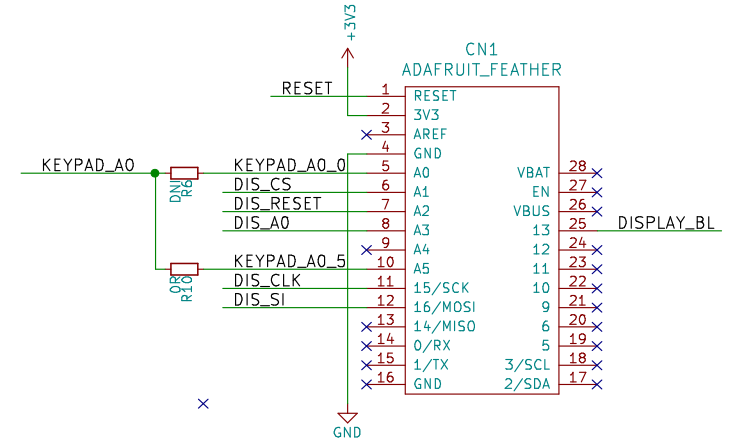 +3V3
CN1
ADAFRUIT_FEATHER
RESET 1 RESET
2 3V3
3 AREF
4 GND
KEYPAD_A0 KEYPAD_A0_0 5 A0 VBAT 28
DNI R6
DIS_CS 6 A1 EN 27
DIS_RESET 7 A2 VBUS 26
DIS_A0 8 A3 13 25 DISPLAY_BL
9 A4 12 24
KEYPAD_A0_5 10 A5 11 23
0R R10
DIS_CLK 11 15/SCK 10 22
DIS_SI 12 16/MOSI 9 21
13 14/MISO 6 20
14 0/RX 5 19
15 1/TX 3/SCL 18
16 GND 2/SDA 17
GND